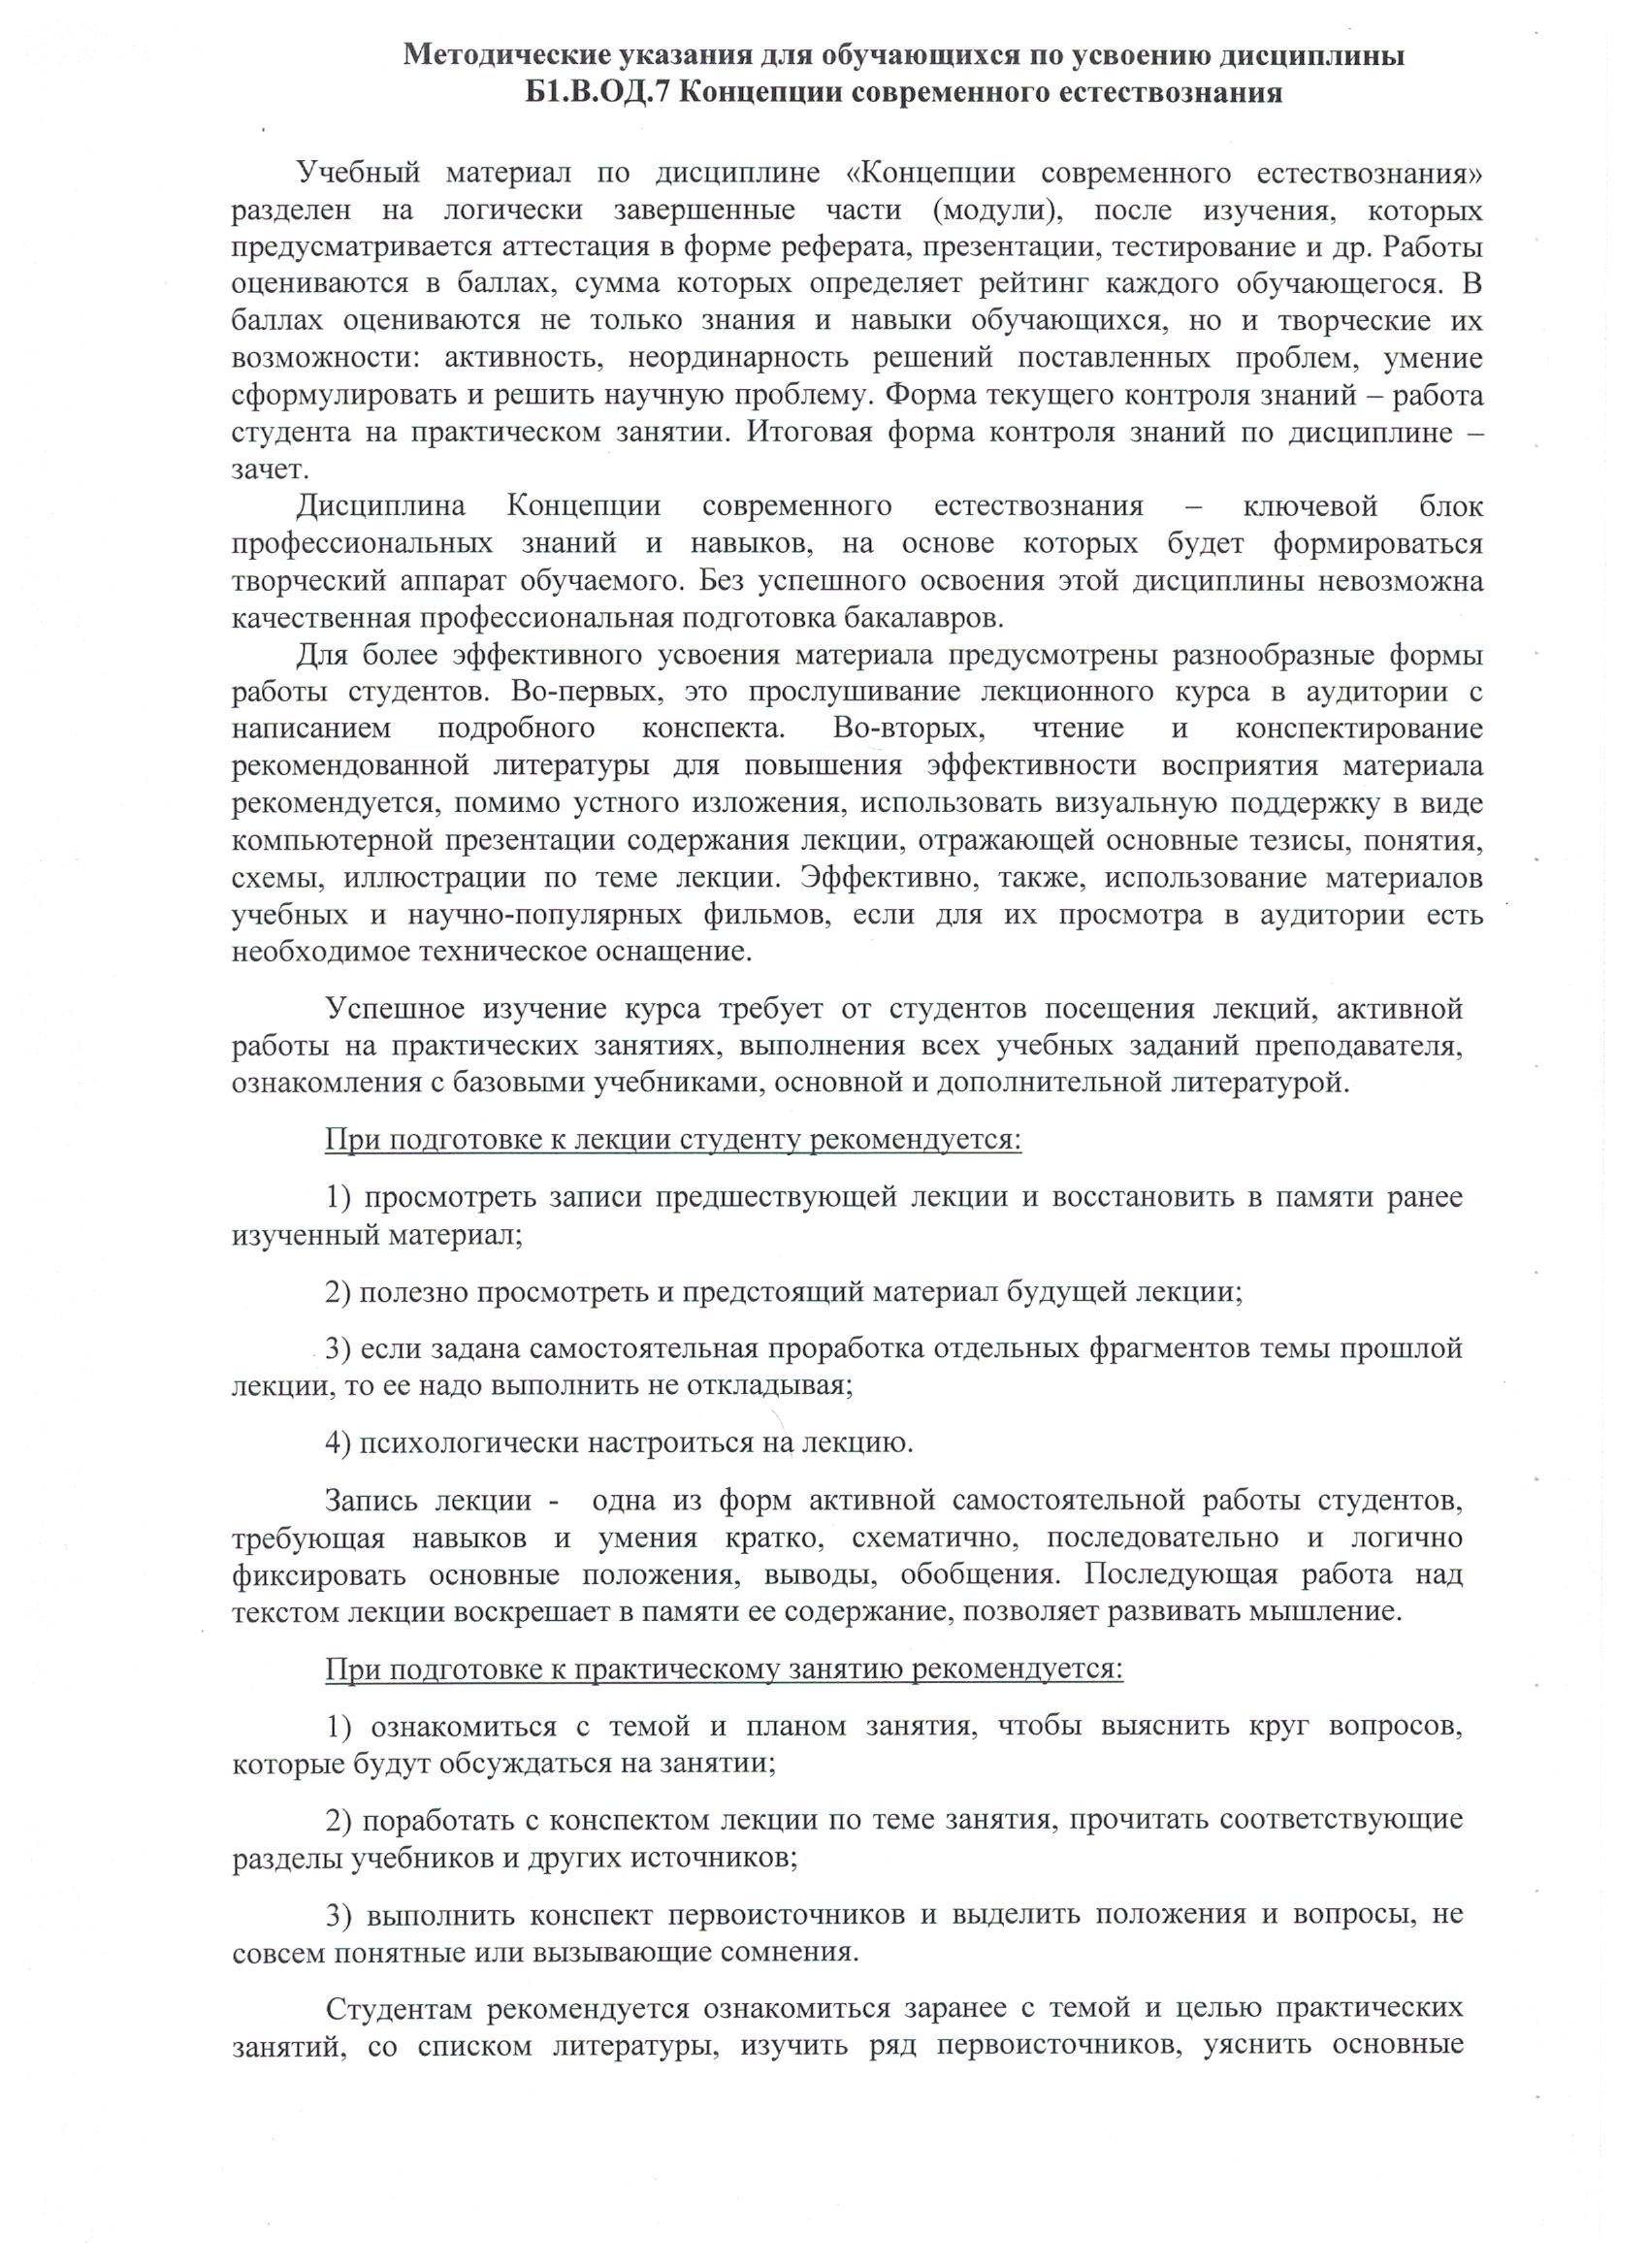 Методические указания для обучающихся по усвоению дисциплины
Б1.В.ОД.7 Концепции современного естествознания
Учебный материал по дисциплине «Концепции современного естествознания»
разделен на логически завершенные части (модули), после изучения, которых
предусматривается аттестация в форме реферата, презентации, тестирование и др. Работы
оцениваются в баллах, сумма которых определяет рейтинг каждого обучающегося. В
баллах оцениваются не только знания и навыки обучающихся, но и творческие их
возможности: активность, неординарность решений поставленных проблем, умение
сформулировать и решить научную проблему. Форма текущего контроля знаний – работа
студента на практическом занятии. Итоговая форма контроля знаний по дисциплине –
зачет.
Дисциплина Концепции современного естествознания – ключевой блок
профессиональных знаний и навыков, на основе которых будет формироваться
творческий аппарат обучаемого. Без успешного освоения этой дисциплины невозможна
качественная профессиональная подготовка бакалавров.
Для более эффективного усвоения материала предусмотрены разнообразные формы
работы студентов. Во-первых, это прослушивание лекционного курса в аудитории с
написанием подробного конспекта. Во-вторых, чтение и конспектирование
рекомендованной литературы для повышения эффективности восприятия материала
рекомендуется, помимо устного изложения, использовать визуальную поддержку в виде
компьютерной презентации содержания лекции, отражающей основные тезисы, понятия,
схемы, иллюстрации по теме лекции. Эффективно, также, использование материалов
учебных и научно-популярных фильмов, если для их просмотра в аудитории есть
необходимое техническое оснащение.
Успешное изучение курса требует от студентов посещения лекций, активной
работы на практических занятиях, выполнения всех учебных заданий преподавателя,
ознакомления с базовыми учебниками, основной и дополнительной литературой.
При подготовке к лекции студенту рекомендуется:
1) просмотреть записи предшествующей лекции и восстановить в памяти ранее
изученный материал;
2) полезно просмотреть и предстоящий материал будущей лекции;
3) если задана самостоятельная проработка отдельных фрагментов темы прошлой
лекции, то ее надо выполнить не откладывая;
4) психологически настроиться на лекцию.
Запись лекции - одна из форм активной самостоятельной работы студентов,
требующая навыков и умения кратко, схематично, последовательно и логично
фиксировать основные положения, выводы, обобщения. Последующая работа над
текстом лекции воскрешает в памяти ее содержание, позволяет развивать мышление.
При подготовке к практическому занятию рекомендуется:
1) ознакомиться с темой и планом занятия, чтобы выяснить круг вопросов,
которые будут обсуждаться на занятии;
2) поработать с конспектом лекции по теме занятия, прочитать соответствующие
разделы учебников и других источников;
3) выполнить конспект первоисточников и выделить положения и вопросы, не
совсем понятные или вызывающие сомнения.
Студентам рекомендуется ознакомиться заранее с темой и целью практических
занятий, со списком литературы, изучить ряд первоисточников, уяснить основные